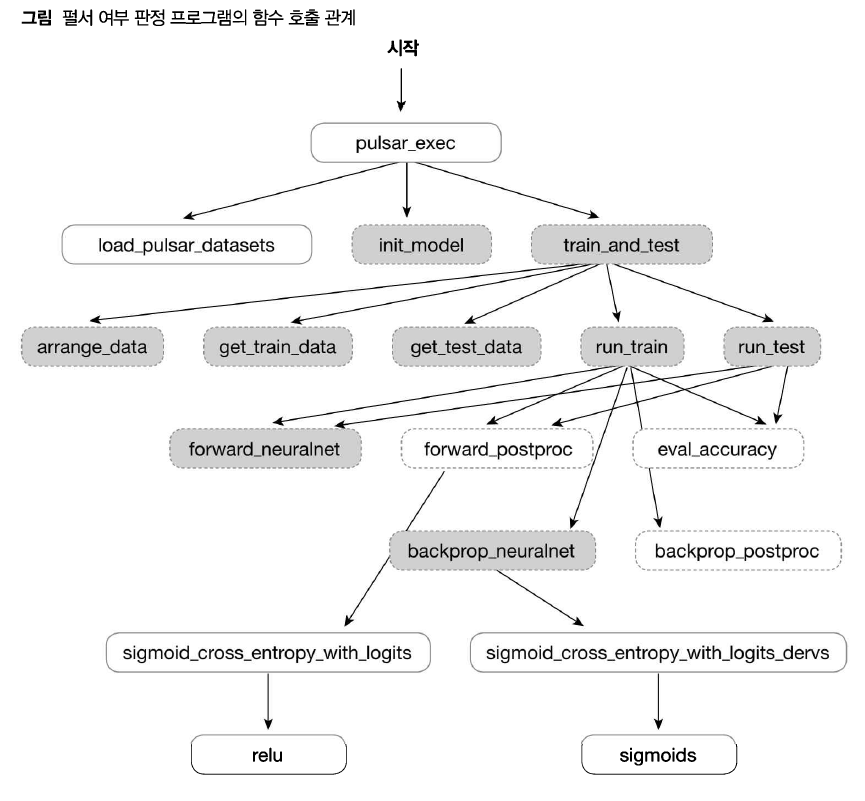 그림 펄서 여부 판정 프로그램의 함수 호출 관계
시작
pulsar_exec
load_pulsar_datasets
init_model
train_and_test
arrange_data
get_train_data
get_test_data
run_train
run_test
forward_neuralnet
forward_postproc
eval_accuracy
backprop_neuralnet
backprop_postproc
sigmoid_cross_entropy_with_logits
sigmoid_cross_entropy_with_logits_dervs
relu
sigmoids